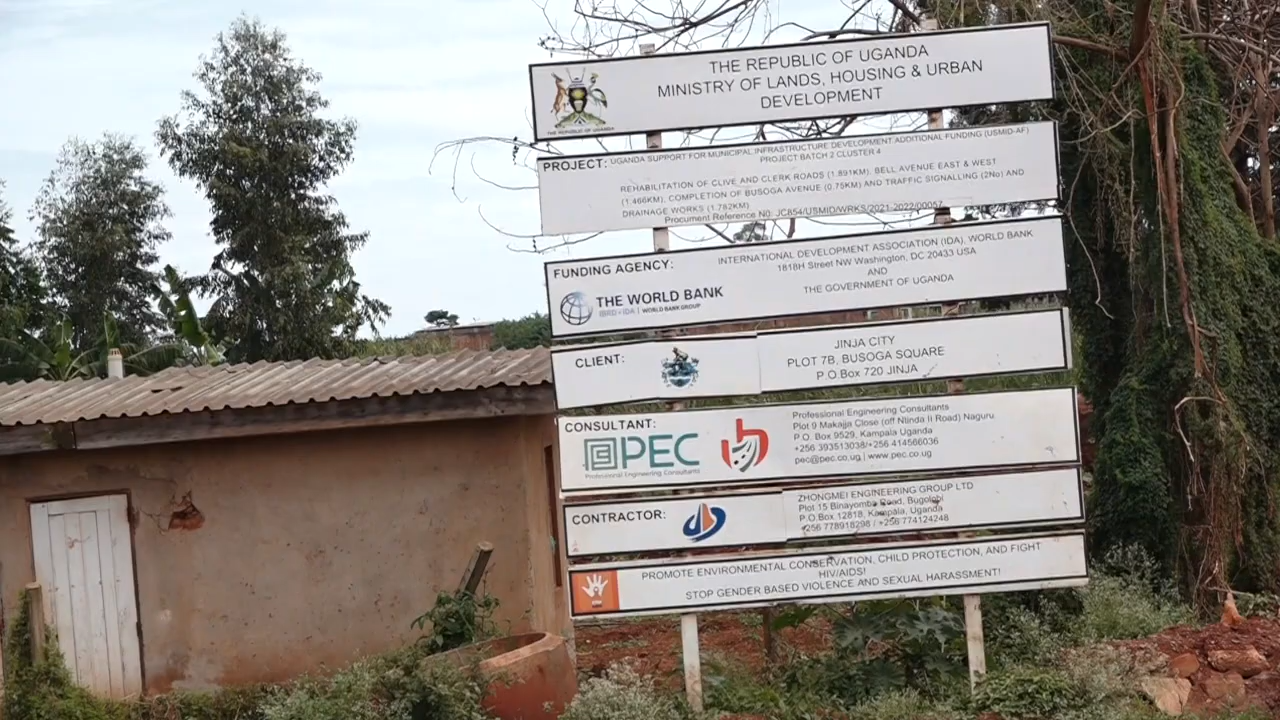 THE REPUBLIC OF UGANDA
MINISTRY OF LANDS, HOUSING & URBAN
DEVELOPMENT
THE REPUBLIC OF UGANDA
PROJECT: UGANDA SUPPORT FOR MUNICIPAL INFRASTRUCTURE DEVELOPMENT ADDITIONAL FUNDING (USMID-AF)
PROJECT BATCH 2 CLUSTER 4
REHABILITATION OF CLIVE AND CLERK ROADS (1.891KM), BELL AVENUE EAST & WEST
(1.466KM), COMPLETION OF BUSOGA AVENUE (0.75KM) AND TRAFFIC SIGNALLING (2No) AND
DRAINAGE WORKS (1.782KM)
Procument Reference N0: JC854/USMID/WRKS/2021-2022/00057
FUNDING AGENCY:
INTERNATIONAL DEVELOPMENT ASSOCIATION (IDA), WORLD BANK
1818H Street NW Washington, DC 20433 USA
AND
THE GOVERNMENT OF UGANDA
THE WORLD BANK
IBRD • IDA | WORLD BANK GROUP
CLIENT:
JINJA CITY
PLOT 7B, BUSOGA SQUARE
P.O.Box 720 JINJA
CONSULTANT:
PEC
Professional Engineering Consultants
Professional Engineering Consultants
Plot 9 Makajja Close (off Ntinda II Road) Naguru
P.O. Box 9529, Kampala Uganda
+256 393513038/+256 414566036
pec@pec.co.ug | www.pec.co.ug
CONTRACTOR:
ZHONGMEI ENGINEERING GROUP LTD
Plot 15 Binayomba Road, Bugolobi
P.O.Box 12818, Kampala, Uganda
+256 778918298 / +256 774124248
PROMOTE ENVIRONMENTAL CONSERVATION, CHILD PROTECTION, AND FIGHT
HIV/AIDS!
STOP GENDER BASED VIOLENCE AND SEXUAL HARASSMENT!